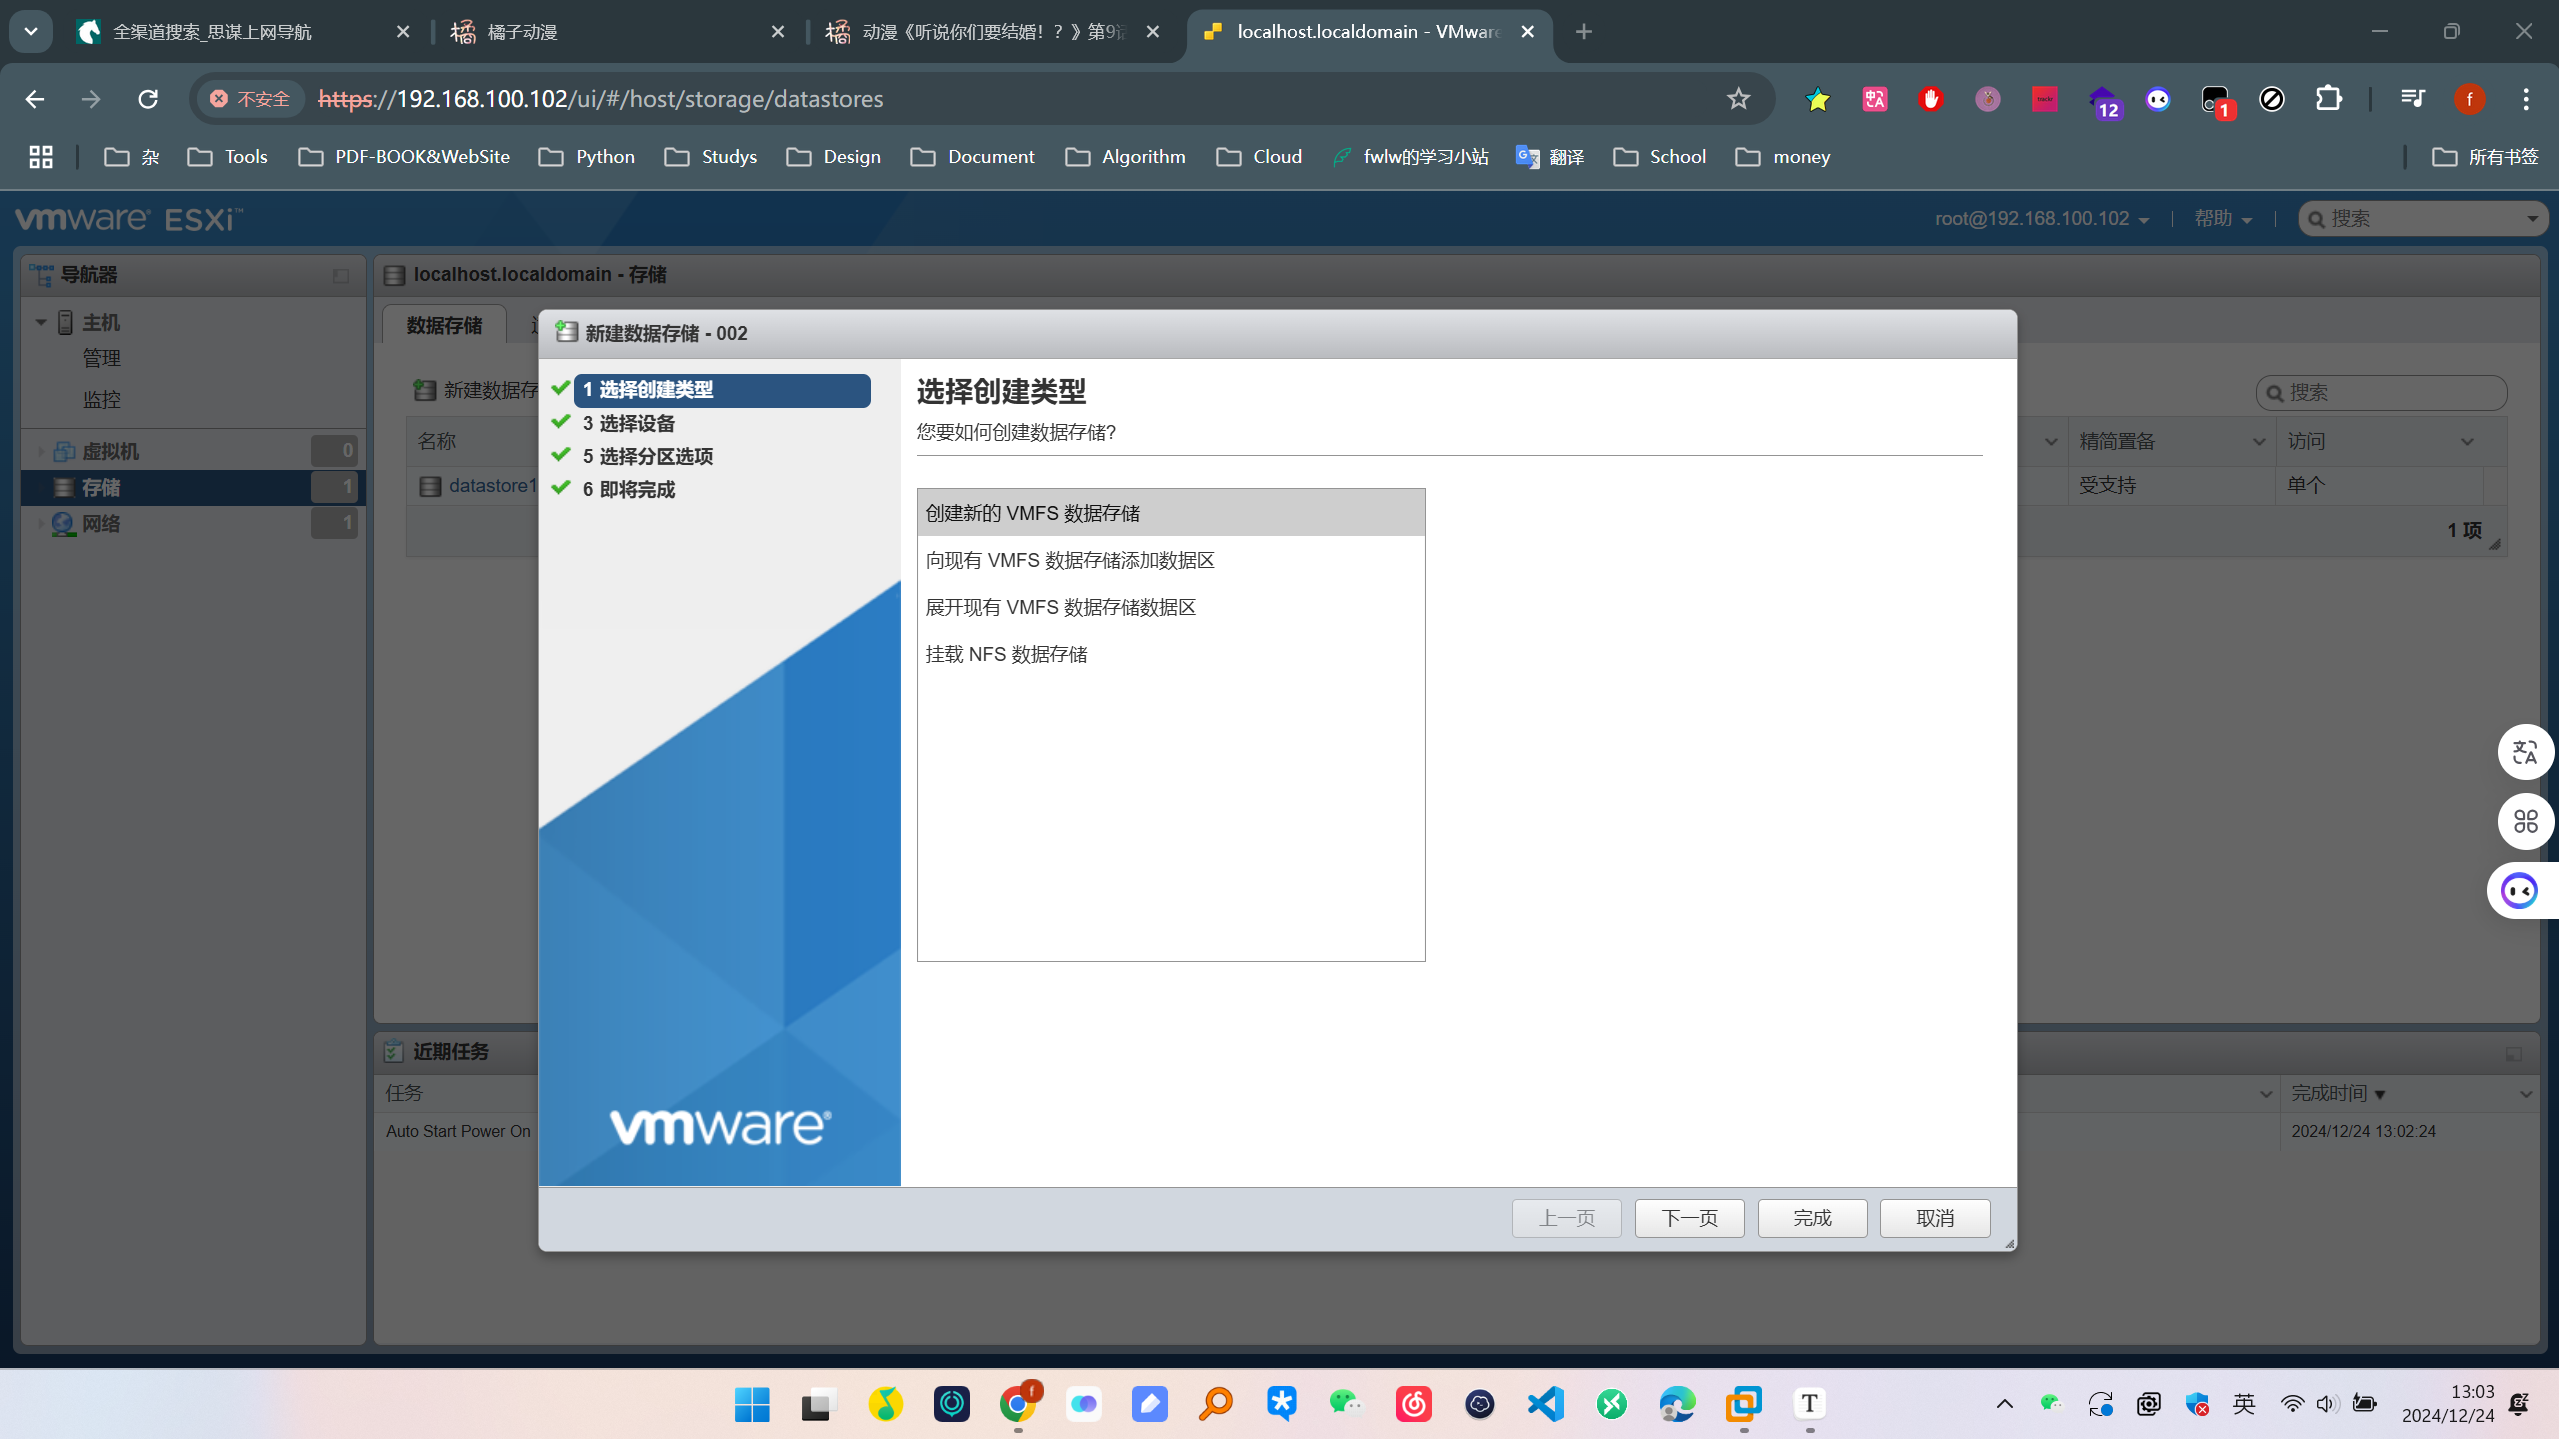 全渠道搜索_思谋上网导航
橘子动漫
动漫《听说你们要结婚！？》第9话
localhost.localdomain - VMware
不安全
https://192.168.100.102/ui/#/host/storage/datastores
12
1
f
杂
Tools
PDF-BOOK&WebSite
Python
Studys
Design
Document
Algorithm
Cloud
fwlw的学习小站
翻译
School
money
所有书签
vmware ESXi™
root@192.168.100.102
帮助
搜索
导航器
localhost.localdomain - 存储
主机
管理
监控
虚拟机
0
存储
1
网络
1
数据存储
新建数据存
搜索
名称
精简置备
访问
datastore1
受支持
单个
1 项
新建数据存储 - 002
1 选择创建类型
3 选择设备
5 选择分区选项
6 即将完成
选择创建类型
您要如何创建数据存储?
创建新的 VMFS 数据存储
向现有 VMFS 数据存储添加数据区
展开现有 VMFS 数据存储数据区
挂载 NFS 数据存储
vmware®
上一页
下一页
完成
取消
近期任务
任务
完成时间
Auto Start Power On
2024/12/24 13:02:24
英
13:03
2024/12/24